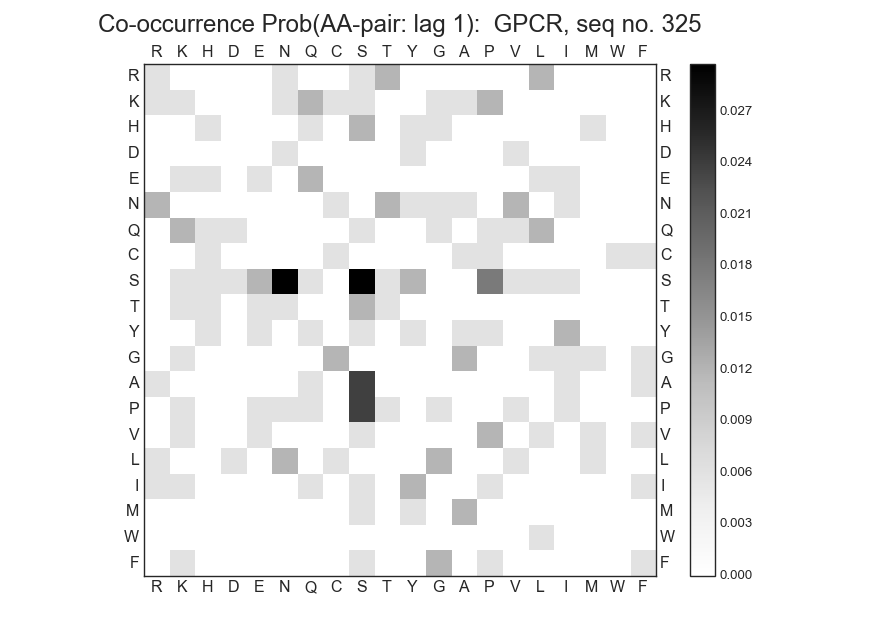 Co-occurrence Prob(AA-pair: lag 1):  GPCR, seq no. 325
R K H D E N Q C S T Y G A P V L I M W F
R R
K K
H H
D D
E E
N N
Q Q
C C
S S
T T
Y Y
G G
A A
P P
V V
L L
I I
M M
W W
F F
R K H D E N Q C S T Y G A P V L I M W F
0.027
0.024
0.021
0.018
0.015
0.012
0.009
0.006
0.003
0.000